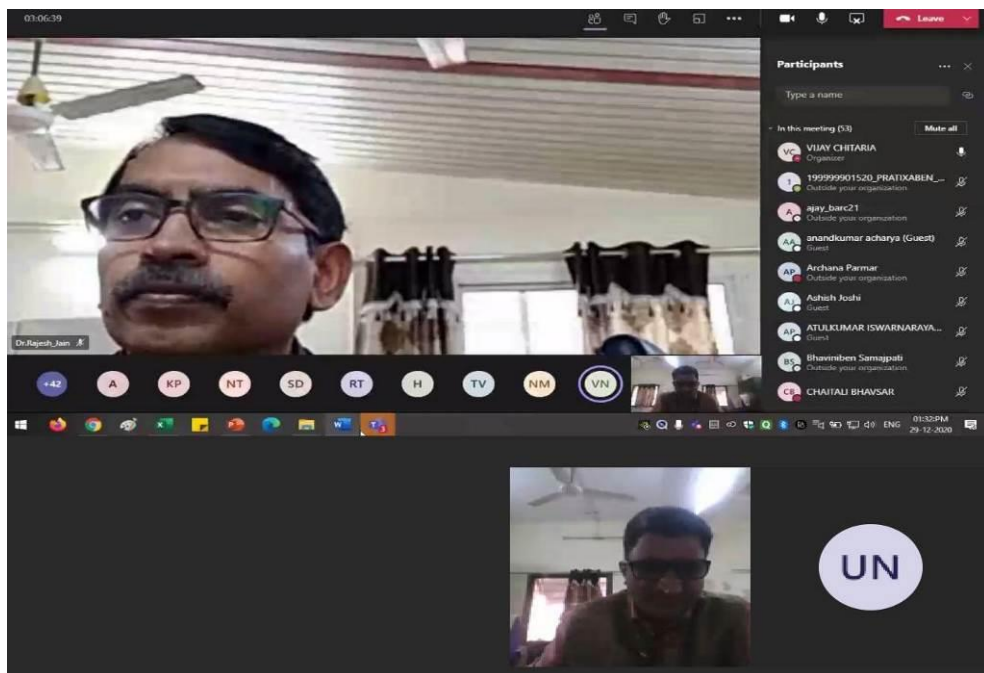 03:06:39
Leave
Participants
Type a name
In this meeting (53)
Mute all
VC
VIJAY CHITARIA
Organizer
1
199999901520_PRATIXABEN_...
Outside your organization
A
ajay_barc21
Outside your organization
AA
anandkumar acharya (Guest)
Guest
AP
Archana Parmar
Outside your organization
AJ
Ashish Joshi
Guest
AP
ATULKUMAR ISWARNARAYA...
Guest
BS
Bhaviniben Samajpati
Outside your organization
CB
CHAITALI BHAVSAR
Dr.Rajesh_Jain
+42
A
KP
NT
SD
RT
H
TV
NM
VN
ENG
01:32PM
29-12-2020
UN